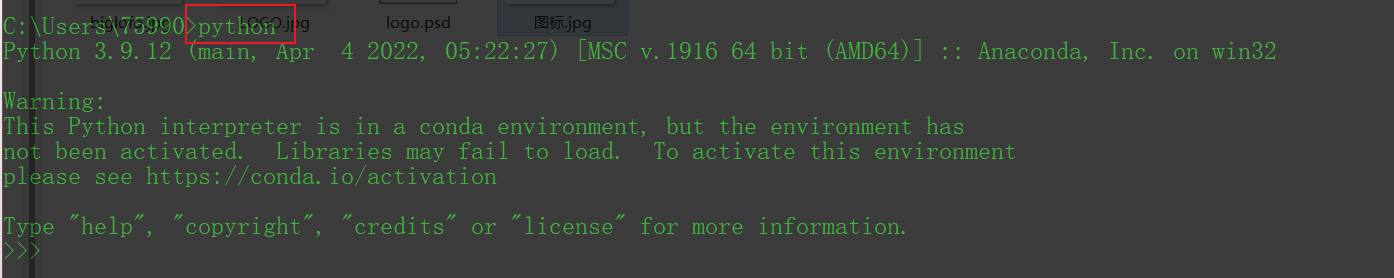 C:\Users\75990>python
LOGO.jpg
logo.psd
图标.jpg
Python 3.9.12 (main, Apr  4 2022, 05:22:27) [MSC v.1916 64 bit (AMD64)] :: Anaconda, Inc. on win32
Warning:
This Python interpreter is in a conda environment, but the environment has
not been activated.  Libraries may fail to load.  To activate this environment
please see https://conda.io/activation
Type "help", "copyright", "credits" or "license" for more information.
>>>